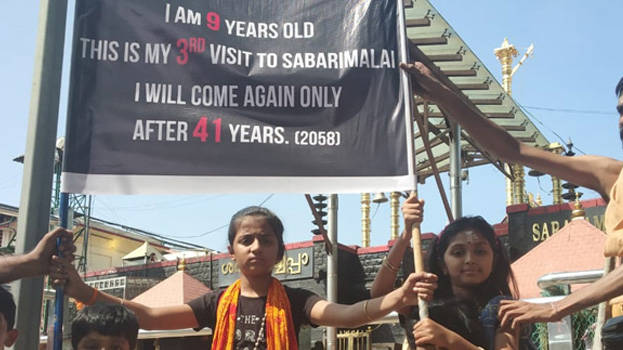 I AM 9 YEARS OLD
THIS IS MY 3RD VISIT TO SABARIMALAI
I WILL COME AGAIN ONLY
AFTER 41 YEARS. (2058)